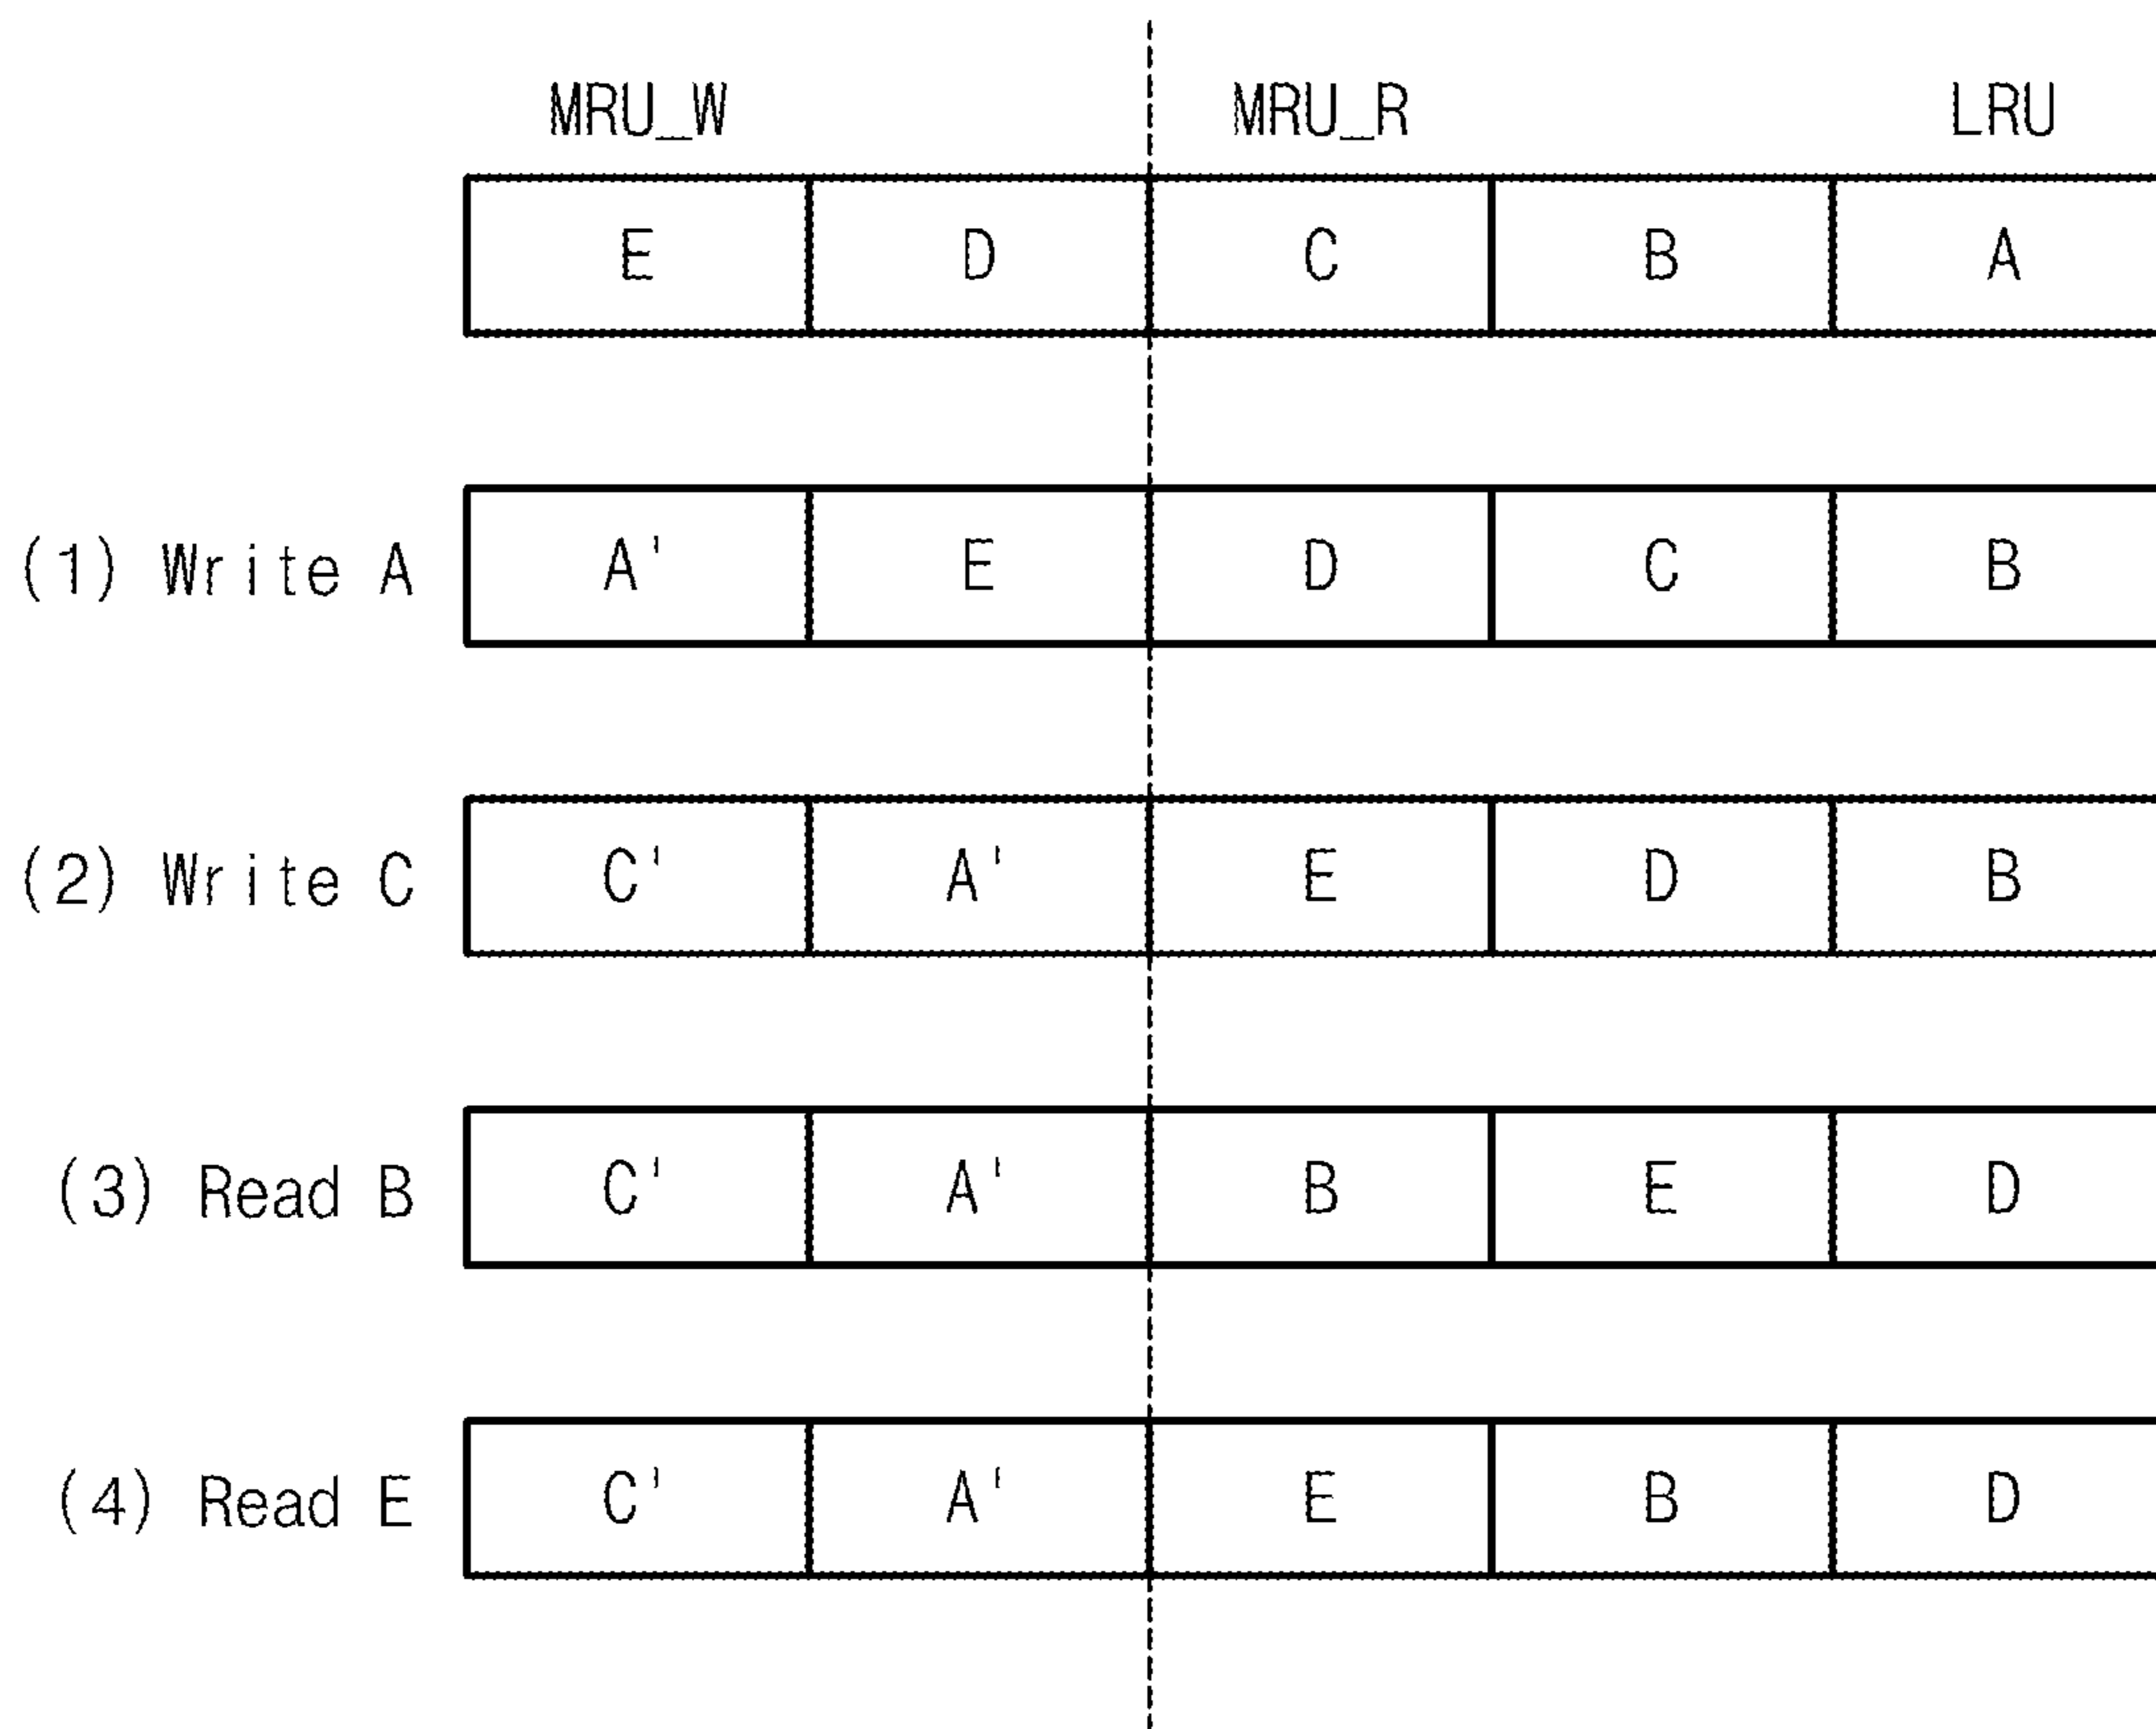 MRU_W MRU_R LRU
E D C B A
(1) Write A A' E D C B
(2) Write C C' A' E D B
(3) Read B C' A' B E D
(4) Read E C' A' E B D